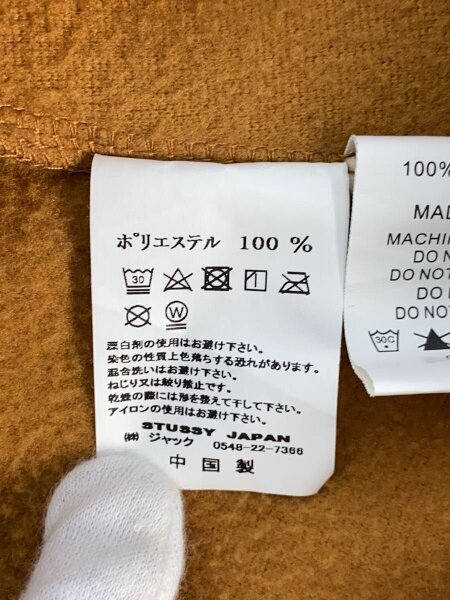 ポリエステル 100 %
30
W
漂白剤の使用はお避け下さい。
染色の性質上色落ちする恐れがあります。
混合洗いはお避け下さい。
ねじり又は絞り禁止です。
乾燥の際には形を整えて干して下さい。
アイロンの使用はお避け下さい。
STUSSY JAPAN
㈱ ジャック 0548-22-7366
中国製
100%
MAD
MACHIN
DO N
DO NOT
DO N
DO NOT
30C